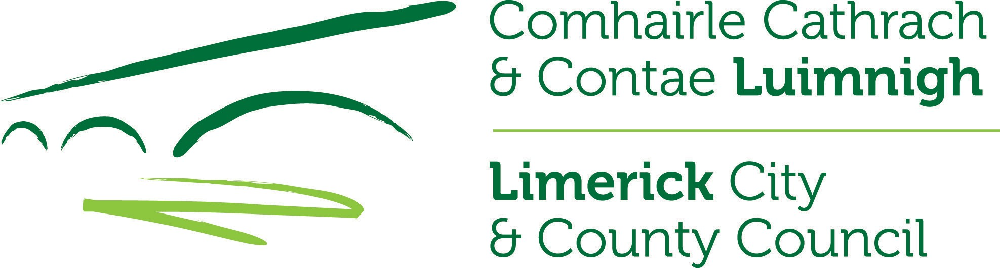 Comhairle Cathrach
& Contae Luimnigh
Limerick City
& County Council